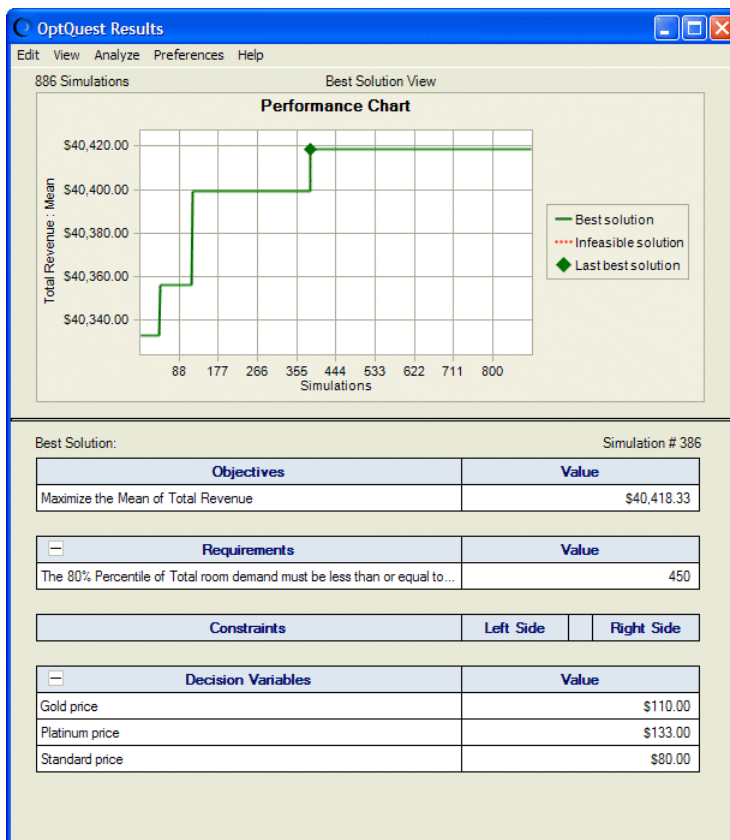 OptQuest Results
Edit View Analyze Preferences Help
886 Simulations Best Solution View
Performance Chart
$40,420.00
$40,400.00
$40,380.00
$40,360.00
$40,340.00
Total Revenue : Mean
88 177 266 355 444 533 622 711 800
Simulations
Best solution
Infeasible solution
Last best solution
Best Solution: Simulation # 386
Objectives Value
Maximize the Mean of Total Revenue $40,418.33
Requirements Value
The 80% Percentile of Total room demand must be less than or equal to... 450
Constraints Left Side Right Side
Decision Variables Value
Gold price $110.00
Platinum price $133.00
Standard price $80.00